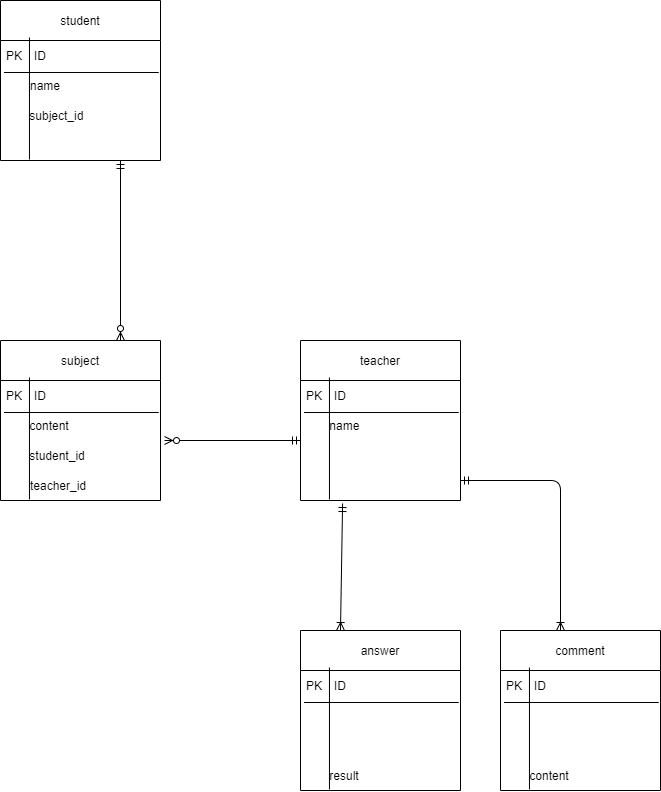 student
PK ID
name
subject_id
subject
PK ID
content
student_id
teacher_id
teacher
PK ID
name
answer
PK ID
result
comment
PK ID
content